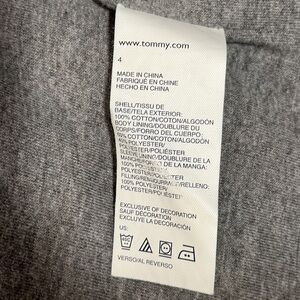 www.tommy.com
4
MADE IN CHINA
FABRIQUÉ EN CHINE
HECHO EN CHINA
SHELL/TISSU DE
BASE/TELA EXTERIOR:
100% COTTON/COTON/ALGODÓN
BODY LINING/DOUBLURE DU
CORPS/FORRO DEL CUERPO:
60% COTTON/COTON/ALGODÓN
POLYESTER/
POLYESTER/POLIÉSTER
SLEEVE LINING/DOUBLURE DE LA
DE LA MANGA:
100% POLYESTER/
POLYESTER/POLIÉSTER
FILLING/REMBOURRAGE/RELLENO:
100% POLYESTER/
POLYESTER/POLIÉSTER
EXCLUSIVE OF DECORATION
SAUF DÉCORATION
EXCLUYE LA DECORACIÓN
US:
VERSO/AL REVERSO